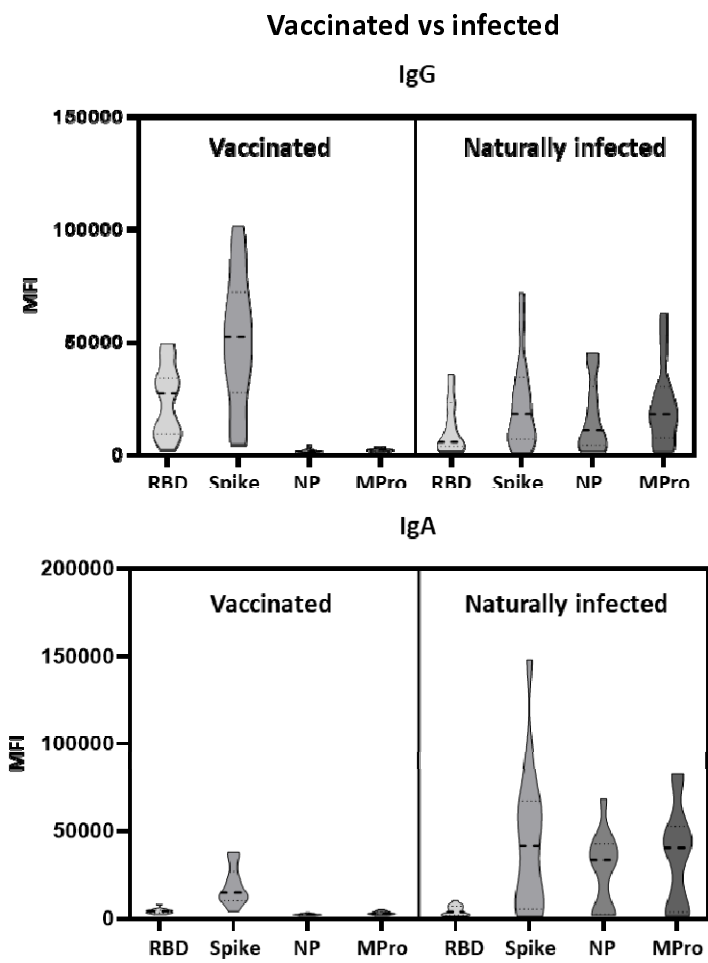 Vaccinated vs infected
IgG
150000
Vaccinated
Naturally infected
100000
MFI
50000
0
RBD Spike NP MPro RBD Spike NP MPro
IgA
200000
Vaccinated
Naturally infected
150000
100000
MFI
50000
0
RBD Spike NP MPro RBD Spike NP MPro